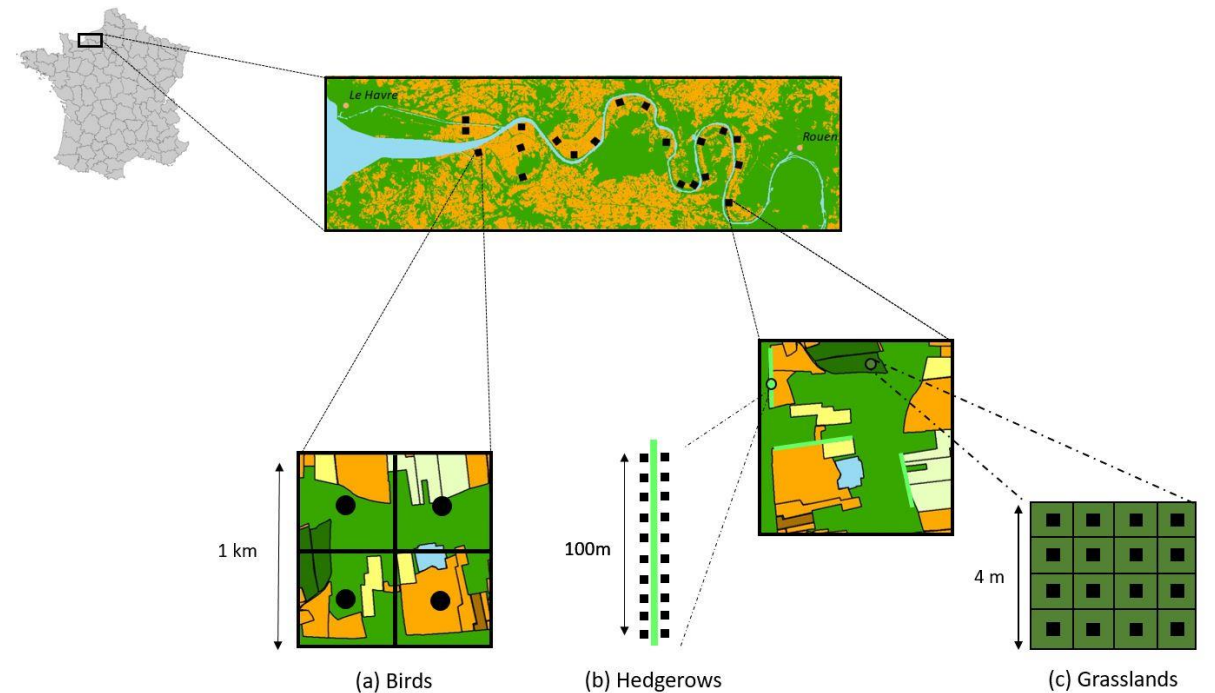 Le Havre
Rouen
1 km
100m
4 m
(a) Birds
(b) Hedgerows
(c) Grasslands